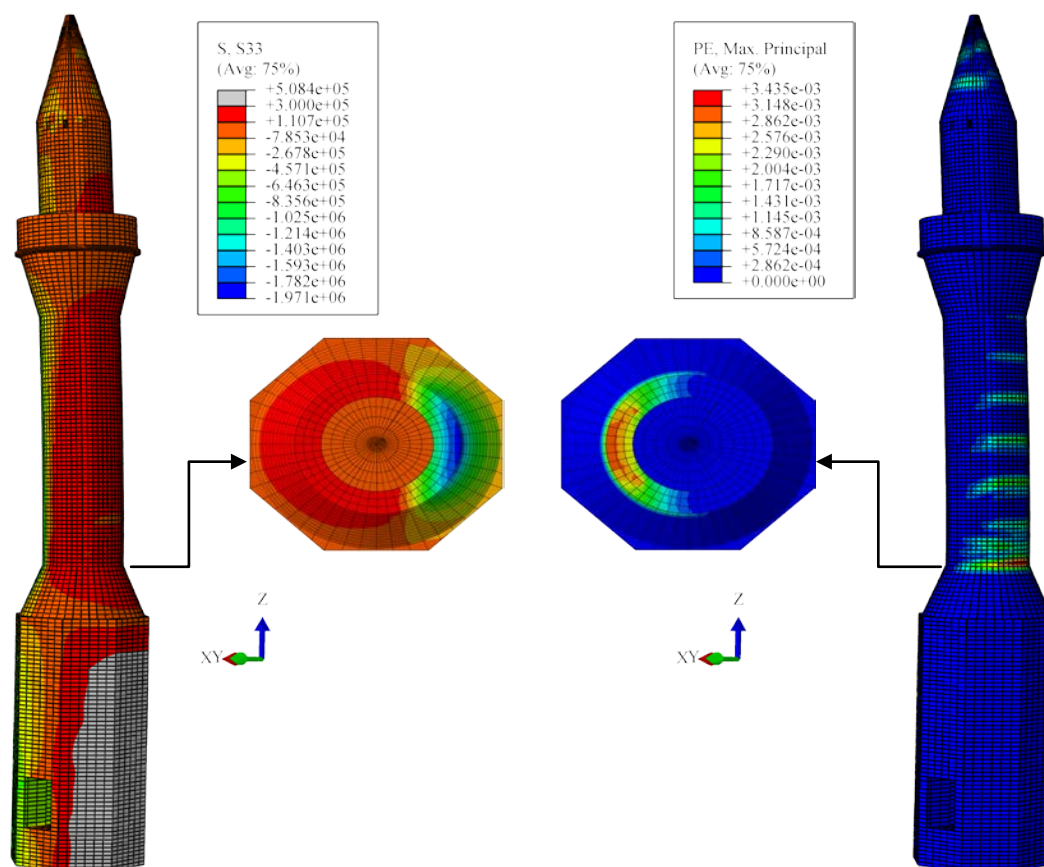 S, S33
(Avg: 75%)
+5.084e+05
+3.000e+05
+1.107e+05
-7.853e+04
-2.678e+05
-4.571e+05
-6.463e+05
-8.356e+05
-1.025e+06
-1.214e+06
-1.403e+06
-1.593e+06
-1.782e+06
-1.971e+06
PE, Max. Principal
(Avg: 75%)
+3.435e-03
+3.148e-03
+2.862e-03
+2.576e-03
+2.290e-03
+2.004e-03
+1.717e-03
+1.431e-03
+1.145e-03
+8.587e-04
+5.724e-04
+2.862e-04
+0.000e+00
Z
XY
Z
XY